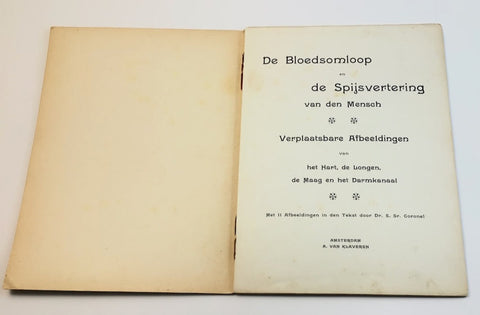 De Bloedsomloop
en
de Spijsvertering
van den Mensch
Verplaatsbare Afbeeldingen
van
het Hart, de Longen,
de Maag en het Darmkanaal
Met 11 Afbeeldingen in den Tekst door Dr. S. Sr. Coronel
AMSTERDAM
A. VAN KLAVEREN